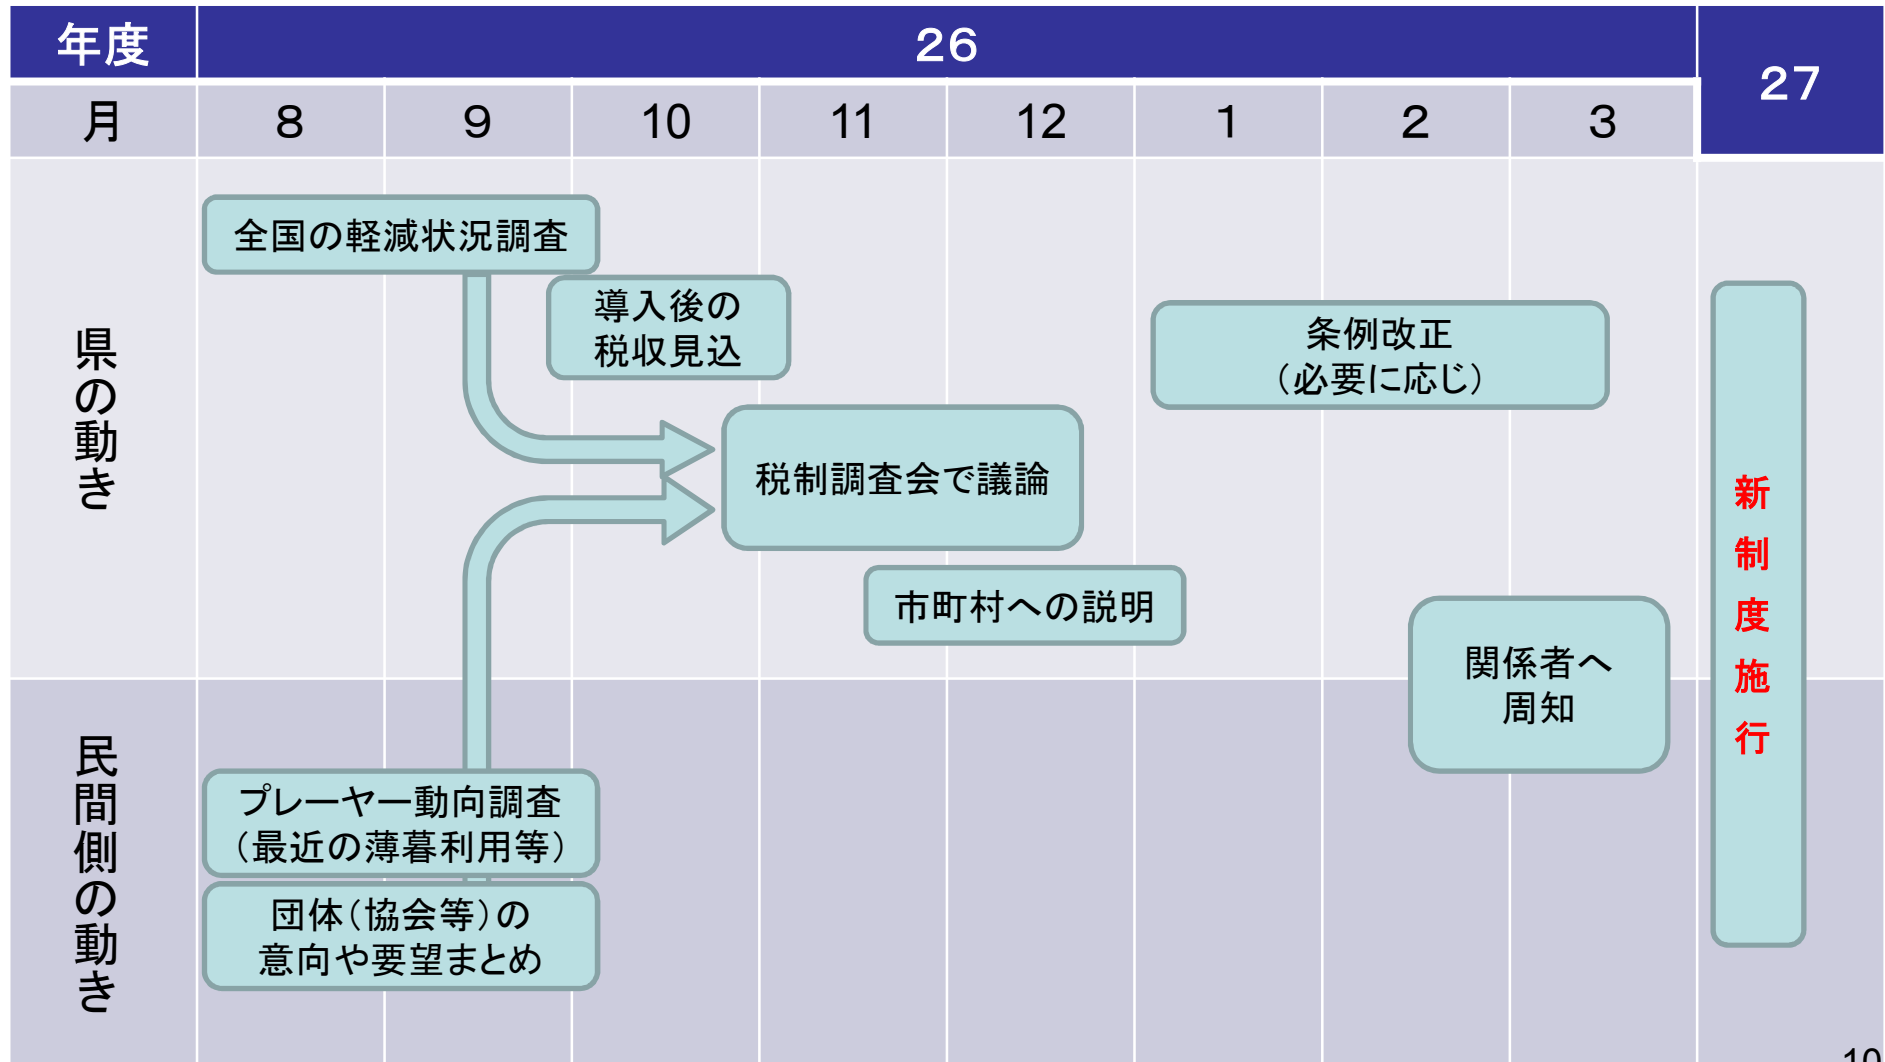 年度
26
27
月
8
9
10
11
12
1
2
3
県の動き
全国の軽減状況調査
導入後の
税収見込
条例改正
（必要に応じ）
税制調査会で議論
市町村への説明
関係者へ
周知
新制度施行
民間側の動き
プレーヤー動向調査
（最近の薄暮利用等）
団体（協会等）の
意向や要望まとめ
10